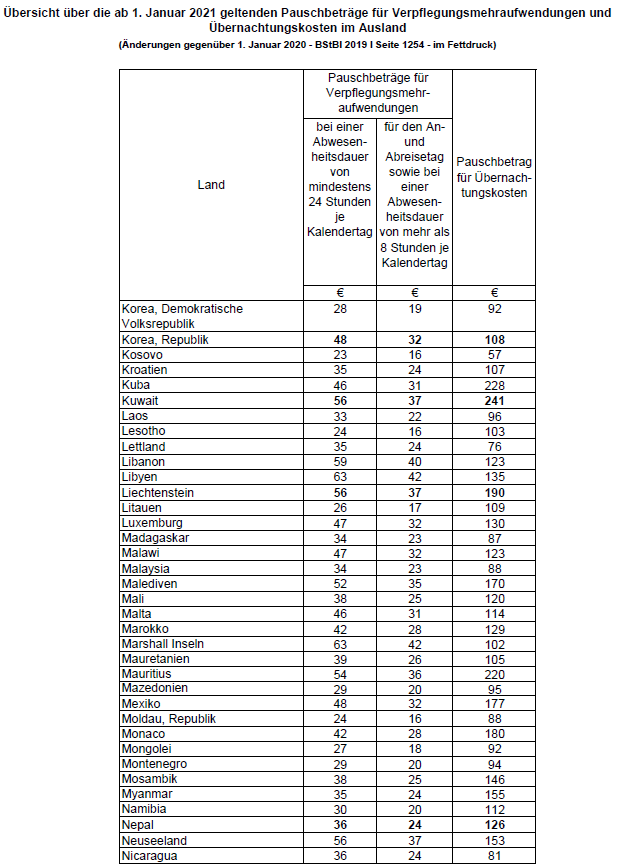 Übersicht über die ab 1. Januar 2021 geltenden Pauschbeträge für Verpflegungsmehraufwendungen und
Übernachtungskosten im Ausland
(Änderungen gegenüber 1. Januar 2020 - BStBl 2019 I Seite 1254 - im Fettdruck)
Land
Pauschbeträge für
Verpflegungsmehr-
aufwendungen
bei einer
Abwesen-
heitsdauer
von
mindestens
24 Stunden
je
Kalendertag
für den An-
und
Abreisetag
sowie bei
einer
Abwesen-
heitsdauer
von mehr als
8 Stunden je
Kalendertag
Pauschbetrag
für Übernach-
tungskosten
€ € €
Korea, Demokratische 28 19 92
Volksrepublik
Korea, Republik 48 32 108
Kosovo 23 16 57
Kroatien 35 24 107
Kuba 46 31 228
Kuwait 56 37 241
Laos 33 22 96
Lesotho 24 16 103
Lettland 35 24 76
Libanon 59 40 123
Libyen 63 42 135
Liechtenstein 56 37 190
Litauen 26 17 109
Luxemburg 47 32 130
Madagaskar 34 23 87
Malawi 47 32 123
Malaysia 34 23 88
Malediven 52 35 170
Mali 38 25 120
Malta 46 31 114
Marokko 42 28 129
Marshall Inseln 63 42 102
Mauretanien 39 26 105
Mauritius 54 36 220
Mazedonien 29 20 95
Mexiko 48 32 177
Moldau, Republik 24 16 88
Monaco 42 28 180
Mongolei 27 18 92
Montenegro 29 20 94
Mosambik 38 25 146
Myanmar 35 24 155
Namibia 30 20 112
Nepal 36 24 126
Neuseeland 56 37 153
Nicaragua 36 24 81